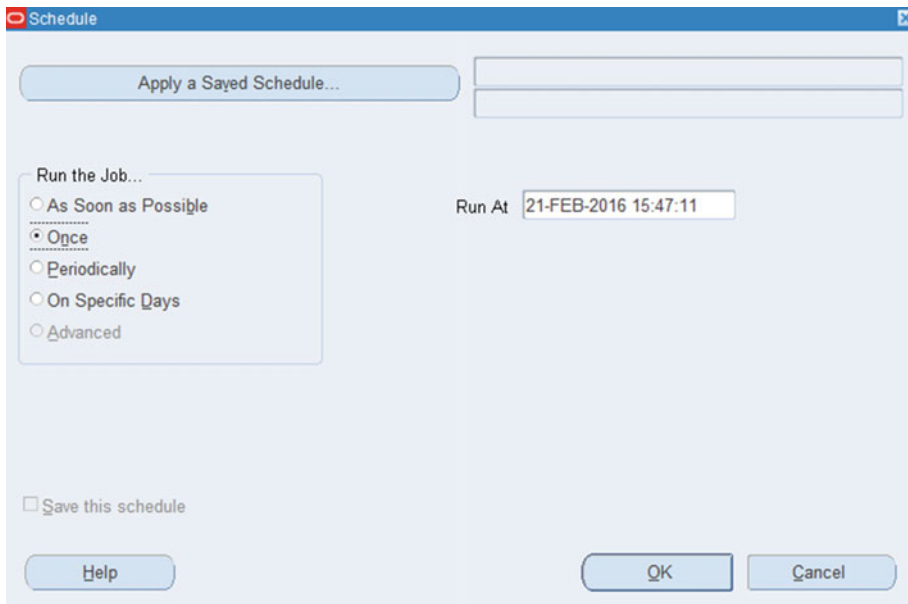 Schedule
Apply a Saved Schedule...
Run the Job...
As Soon as Possible
Run At 21-FEB-2016 15:47:11
Once
Periodically
On Specific Days
Advanced
Save this schedule
Help OK Cancel